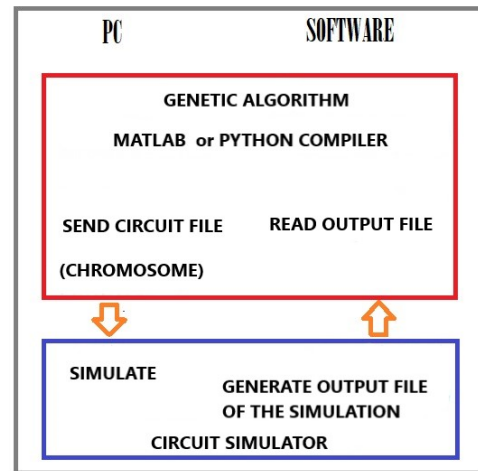 PC SOFTWARE
GENETIC ALGORITHM
MATLAB or PYTHON COMPILER
SEND CIRCUIT FILE READ OUTPUT FILE
(CHROMOSOME)
SIMULATE
GENERATE OUTPUT FILE
OF THE SIMULATION
CIRCUIT SIMULATOR